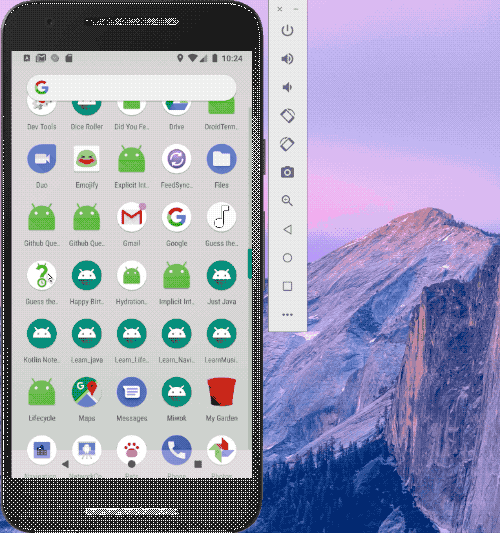 10:24
Dev Tools Dice Roller Did You Fe.. Drive DroidTerm..
Duo Emojify Explicit Int.. FeedSync.. Files
Github Que.. Github Que.. Gmail Google Guess the..
Guess the.. Happy Birt.. Hydration.. Implicit Int.. Just Java
Kotlin Note.. Learn_java Learn_Life.. Learn_Navi.. LearnMusi..
Lifecycle Maps Messages Miwok My Garden